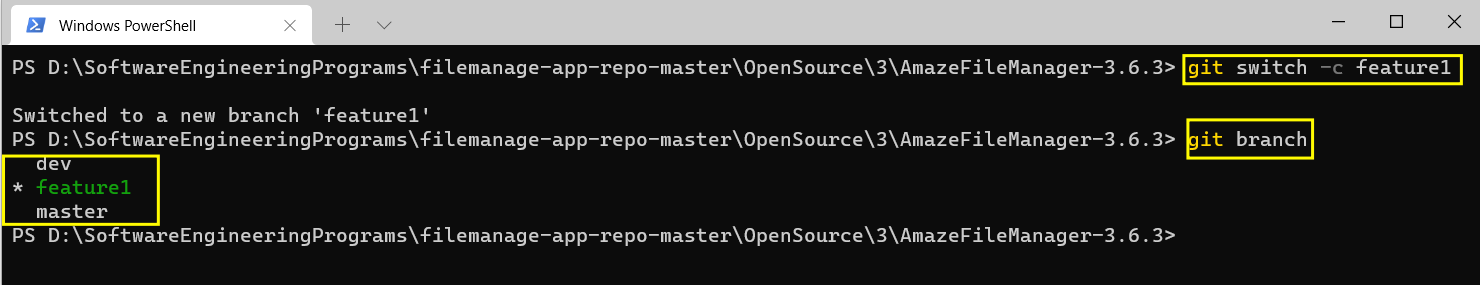 Windows PowerShell
PS D:\SoftwareEngineeringPrograms\filemanage-app-repo-master\OpenSource\3\AmazeFileManager-3.6.3> git switch -c feature1
Switched to a new branch 'feature1'
PS D:\SoftwareEngineeringPrograms\filemanage-app-repo-master\OpenSource\3\AmazeFileManager-3.6.3> git branch
  dev
* feature1
  master
PS D:\SoftwareEngineeringPrograms\filemanage-app-repo-master\OpenSource\3\AmazeFileManager-3.6.3>